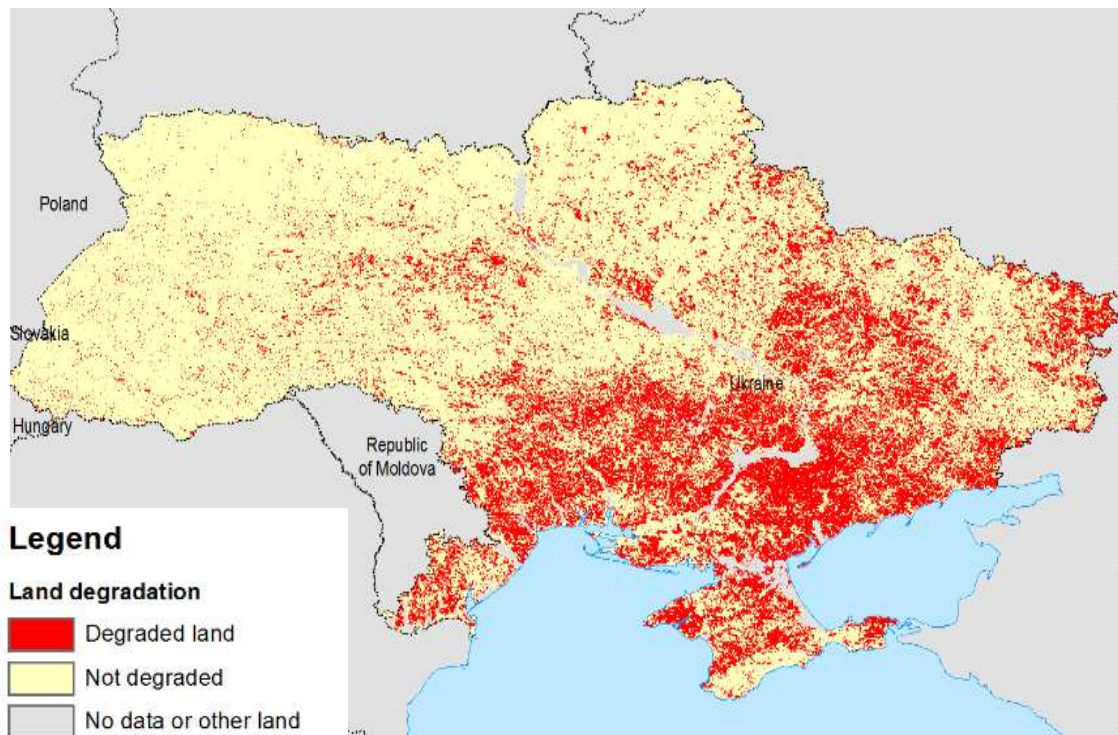 Poland
Slovakia
Ukraine
Hungary
Republic
of Moldova
Legend
Land degradation
Degraded land
Not degraded
No data or other land